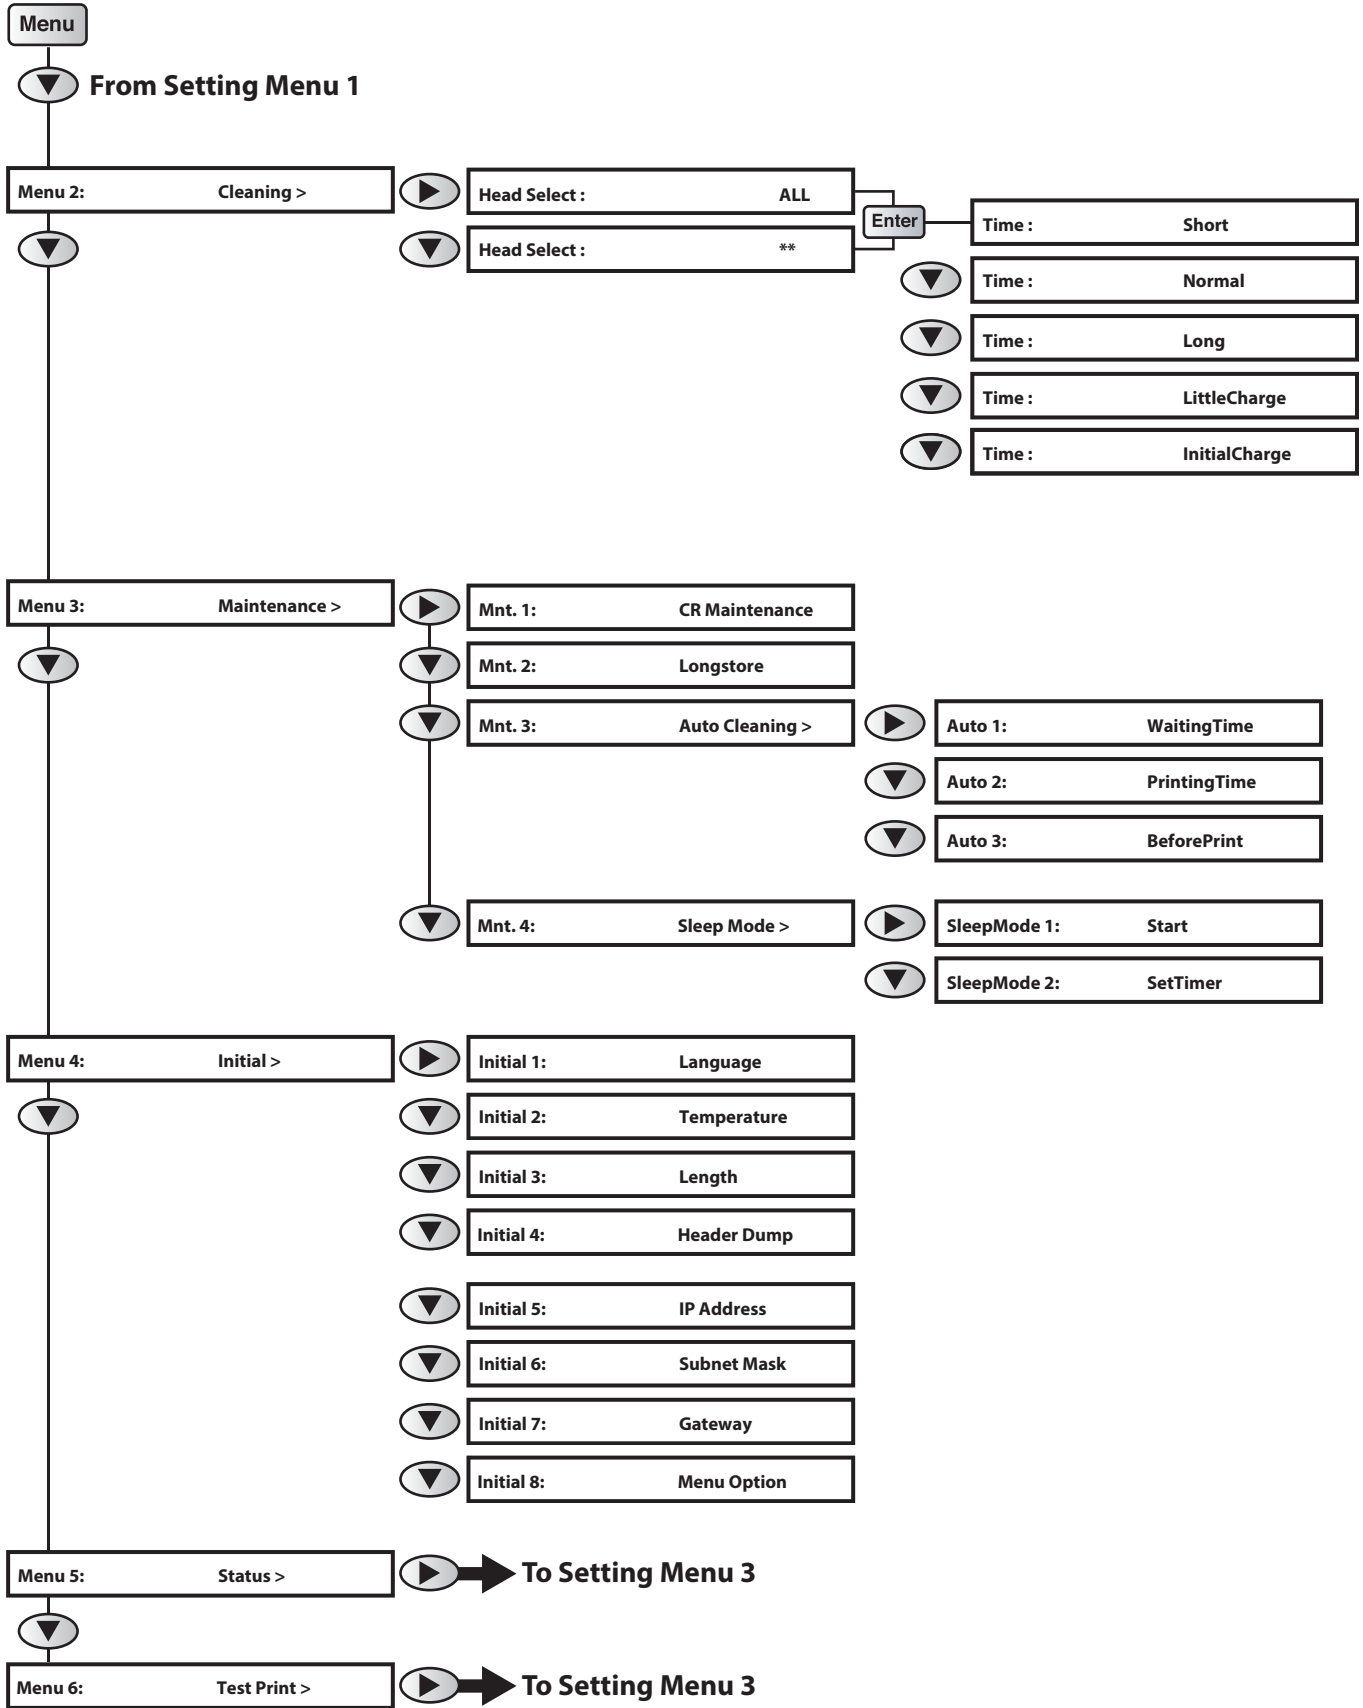 Menu
From Setting Menu 1
Menu 2: Cleaning >
Head Select : ALL
Head Select : **
Enter
Time : Short
Time : Normal
Time : Long
Time : LittleCharge
Time : InitialCharge
Menu 3: Maintenance >
Mnt. 1: CR Maintenance
Mnt. 2: Longstore
Mnt. 3: Auto Cleaning >
Auto 1: WaitingTime
Auto 2: PrintingTime
Auto 3: BeforePrint
Mnt. 4: Sleep Mode >
SleepMode 1: Start
SleepMode 2: SetTimer
Menu 4: Initial >
Initial 1: Language
Initial 2: Temperature
Initial 3: Length
Initial 4: Header Dump
Initial 5: IP Address
Initial 6: Subnet Mask
Initial 7: Gateway
Initial 8: Menu Option
Menu 5: Status >
To Setting Menu 3
Menu 6: Test Print >
To Setting Menu 3